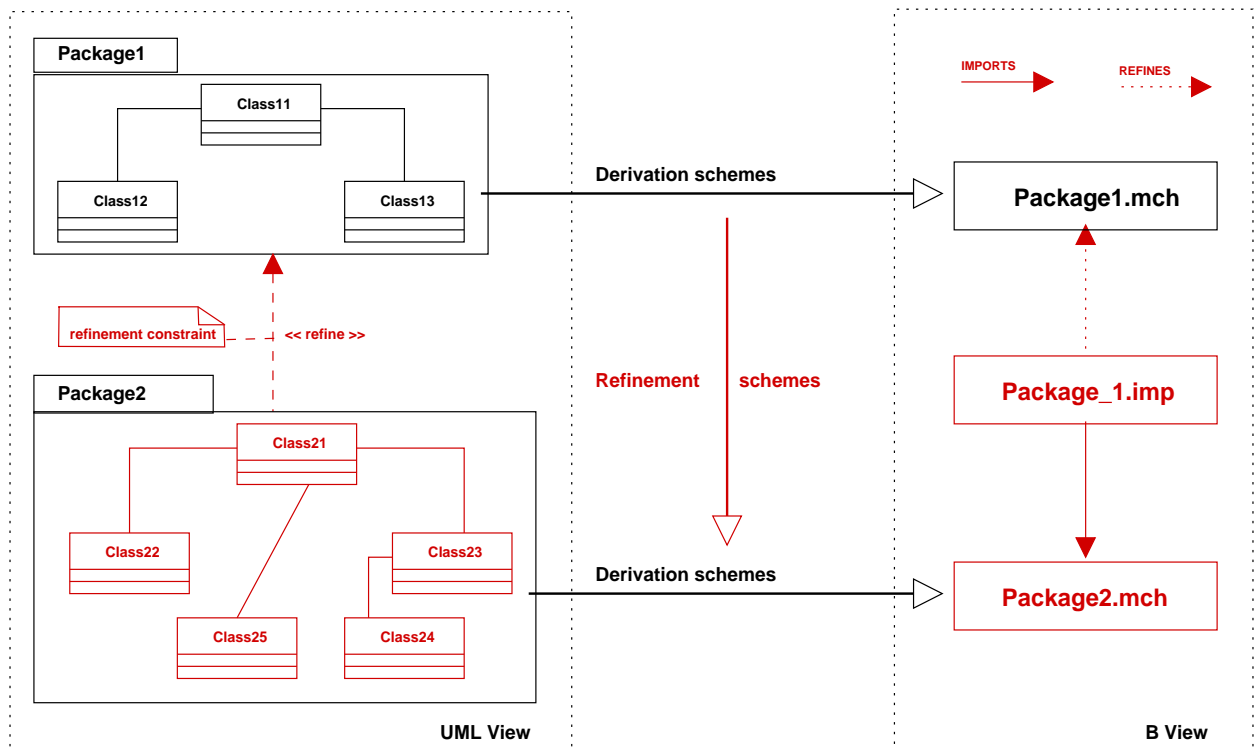 Package1
Class11
Class12
Class13
refinement constraint
<< refine >>
Package2
Class21
Class22
Class23
Class25
Class24
UML View
Derivation schemes
Refinement schemes
Derivation schemes
IMPORTS
REFINES
Package1.mch
Package_1.imp
Package2.mch
B View